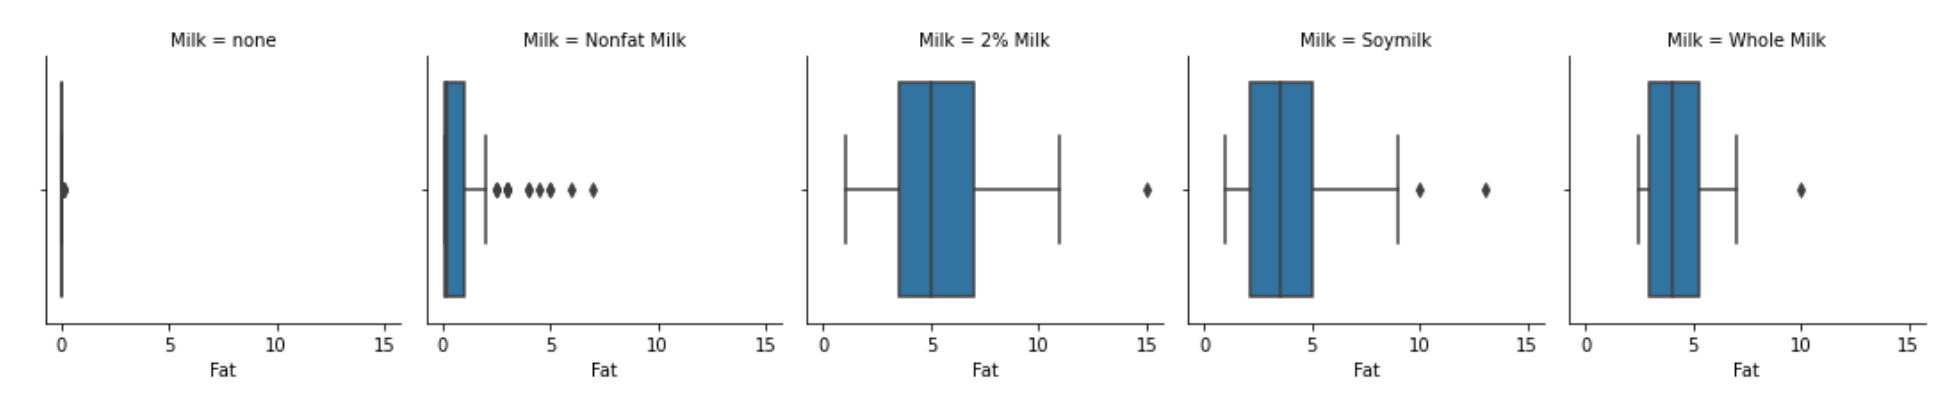 Milk = none Milk = Nonfat Milk Milk = 2% Milk Milk = Soymilk Milk = Whole Milk
0 5 10 15 0 5 10 15 0 5 10 15 0 5 10 15 0 5 10 15
Fat Fat Fat Fat Fat